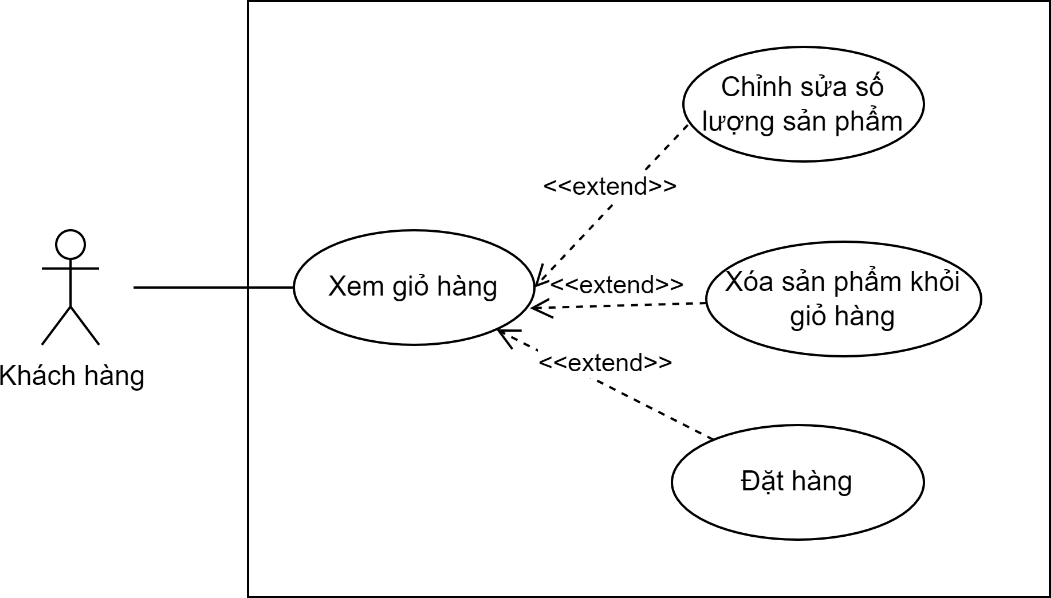 Chỉnh sửa số
lượng sản phẩm
<<extend>>
Xem giỏ hàng
<<extend>>
Xóa sản phẩm khỏi
giỏ hàng
<<extend>>
Khách hàng
Đặt hàng